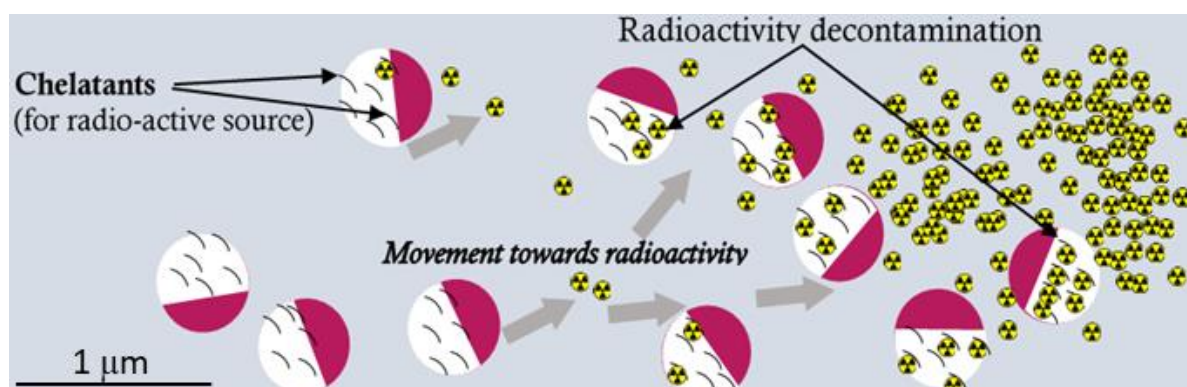 Radioactivity decontamination
Chelatants
(for radio-active source)
Movement towards radioactivity
1 μm